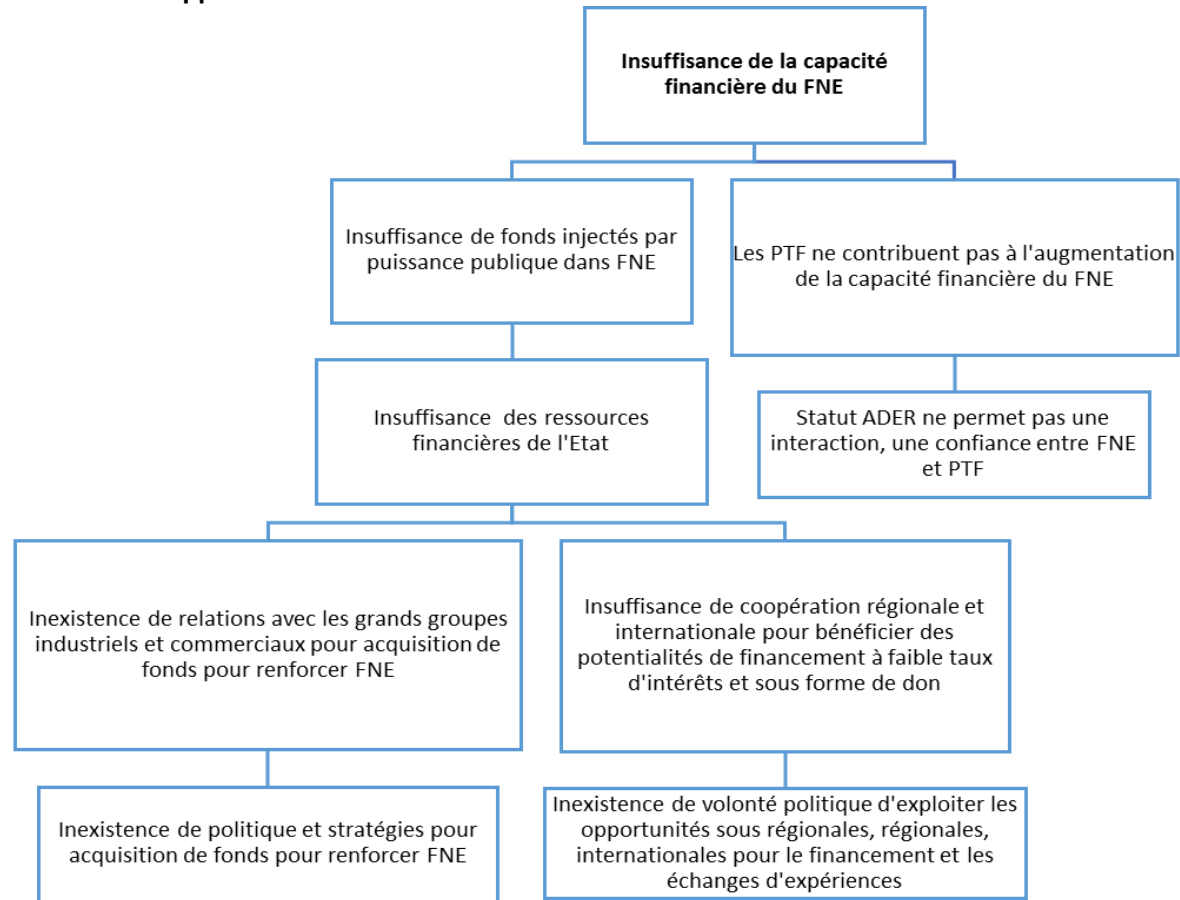 Insuffisance de la capacité
financière du FNE
Insuffisance de fonds injectés par
puissance publique dans FNE
Les PTF ne contribuent pas à l'augmentation
de la capacité financière du FNE
Insuffisance des ressources
financières de l'Etat
Statut ADER ne permet pas une
interaction, une confiance entre FNE
et PTF
Inexistence de relations avec les grands groupes
industriels et commerciaux pour acquisition de
fonds pour renforcer FNE
Insuffisance de coopération régionale et
internationale pour bénéficier des
potentialités de financement à faible taux
d'intérêts et sous forme de don
Inexistence de politique et stratégies pour
acquisition de fonds pour renforcer FNE
Inexistence de volonté politique d'exploiter les
opportunités sous régionales, régionales,
internationales pour le financement et les
échanges d'expériences